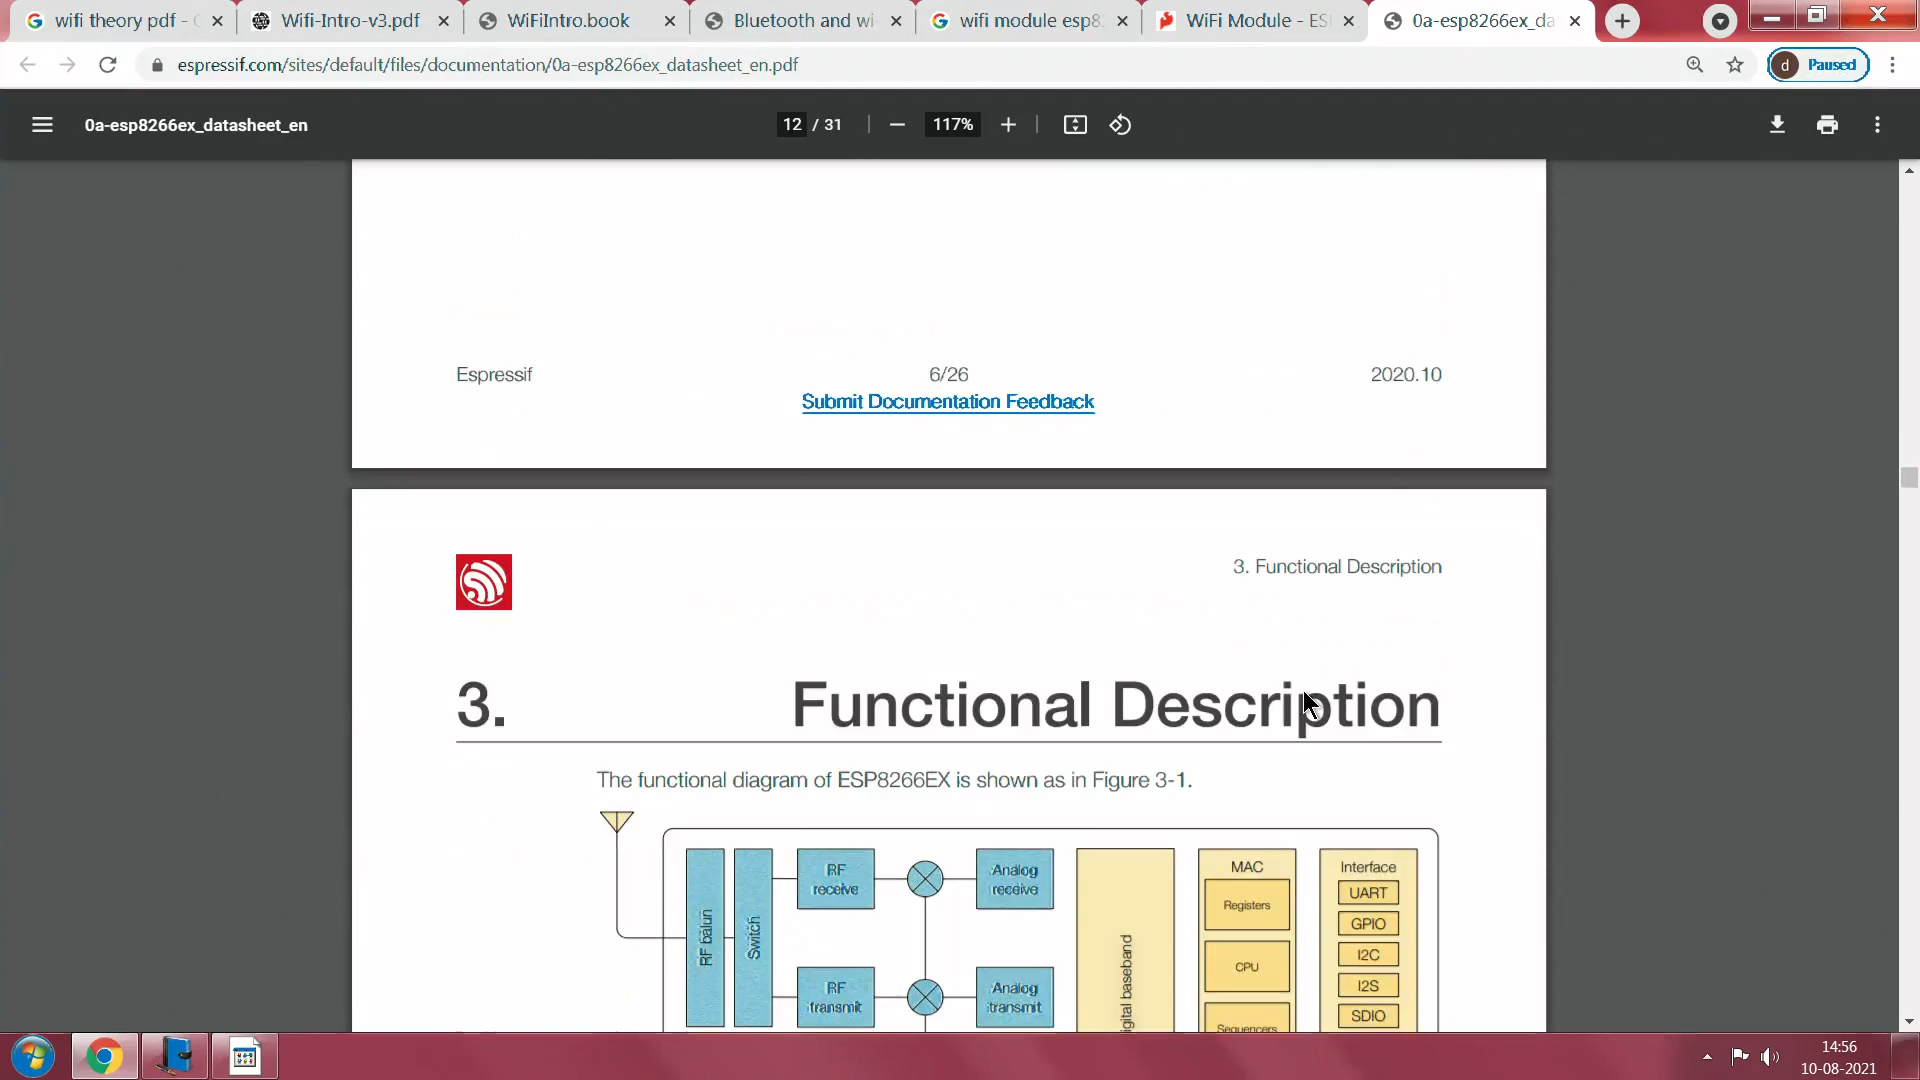 wifi theory pdf - G
Wifi-Intro-v3.pdf
WiFiIntro.book
Bluetooth and wi
wifi module esp8
WiFi Module - ES
0a-esp8266ex_da
espressif.com/sites/default/files/documentation/0a-esp8266ex_datasheet_en.pdf
d Paused
0a-esp8266ex_datasheet_en
12 / 31
117%
Espressif
6/26
2020.10
Submit Documentation Feedback
3. Functional Description
3. Functional Description
The functional diagram of ESP8266EX is shown as in Figure 3-1.
RF balun
Switch
RF
receive
Analog
receive
RF
transmit
Analog
transmit
igital baseband
MAC
Registers
CPU
Sequencers
Interface
UART
GPIO
I2C
I2S
SDIO
14:56
10-08-2021